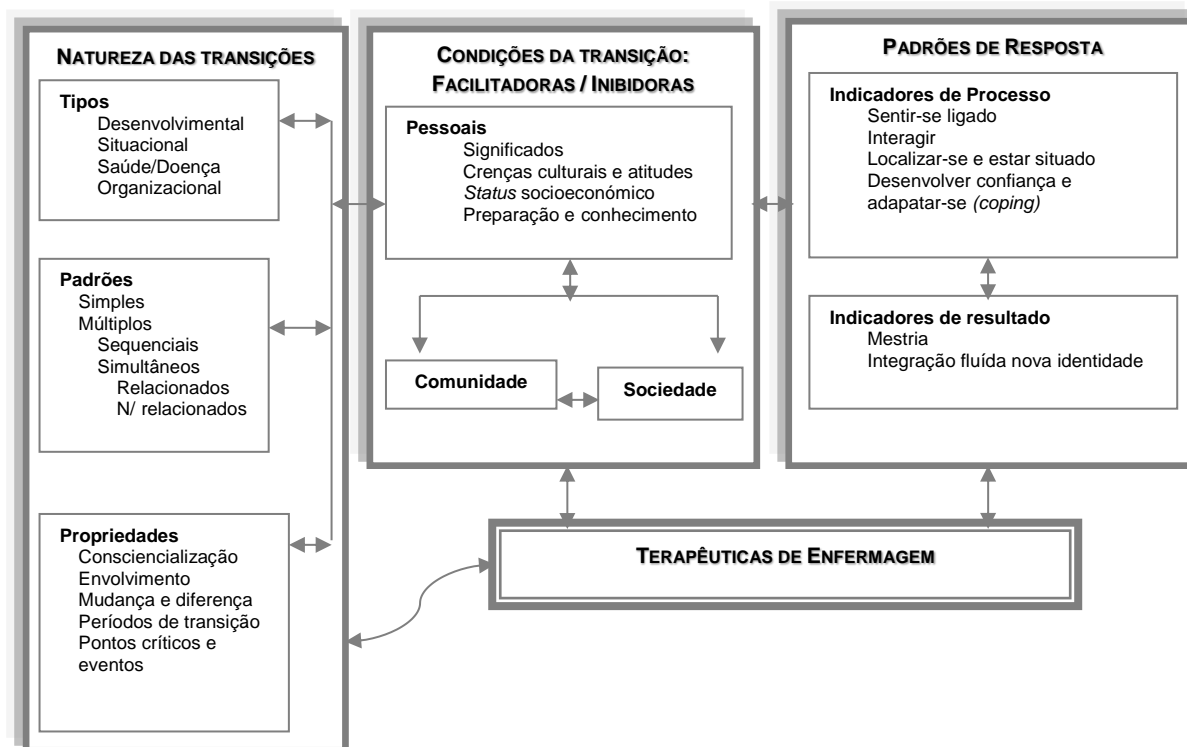 NATUREZA DAS TRANSIÇÕES
Tipos
Desenvolvimental
Situacional
Saúde/Doença
Organizacional
Padrões
Simples
Múltiplos
Sequenciais
Simultâneos
Relacionados
N/ relacionados
Propriedades
Consciencialização
Envolvimento
Mudança e diferença
Períodos de transição
Pontos críticos e
eventos
CONDIÇÕES DA TRANSIÇÃO:
FACILITADORAS / INIBIDORAS
Pessoais
Significados
Crenças culturais e atitudes
Status socioeconómico
Preparação e conhecimento
Comunidade
Sociedade
PADRÕES DE RESPOSTA
Indicadores de Processo
Sentir-se ligado
Interagir
Localizar-se e estar situado
Desenvolver confiança e
adapatar-se (coping)
Indicadores de resultado
Mestria
Integração fluída nova identidade
TERAPÊUTICAS DE ENFERMAGEM